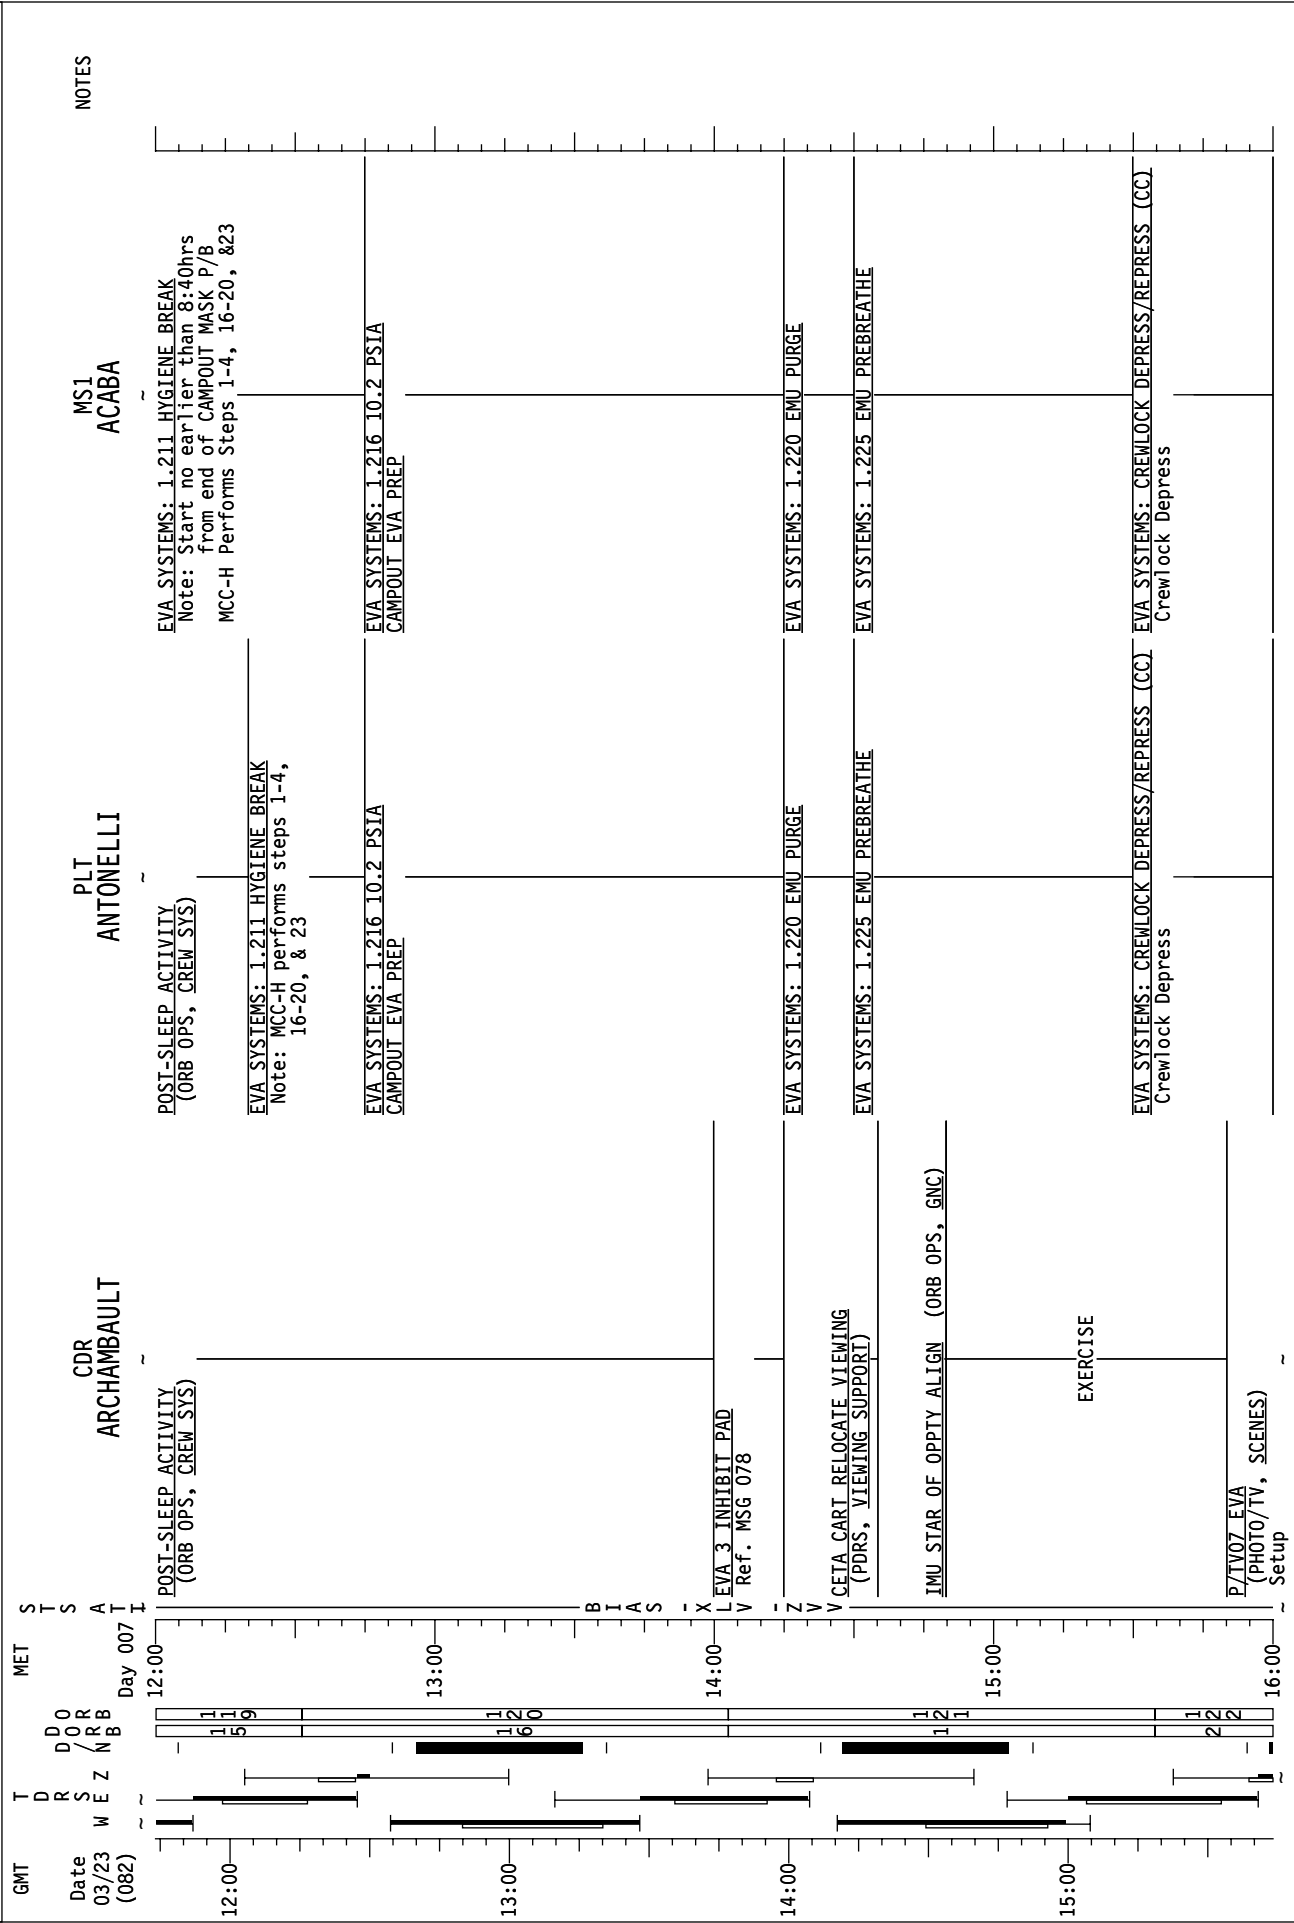 GMT
Date
03/23
(082)
12:00
13:00
14:00
15:00
T
D
R
S
W E Z
D D O
/ O R
N R B
B
15
16
1
2
119
120
121
122
MET
Day 007
12:00
13:00
14:00
15:00
16:00
S
T
S
A
T
T
BIAS -XLV -ZVV
CDR
ARCHAMBAULT
POST-SLEEP ACTIVITY
(ORB OPS, CREW SYS)
EVA 3 INHIBIT PAD
Ref. MSG 078
CETA CART RELOCATE VIEWING
(PDRS, VIEWING SUPPORT)
IMU STAR OF OPPTY ALIGN (ORB OPS, GNC)
EXERCISE
P/TV07 EVA
(PHOTO/TV, SCENES)
Setup
PLT
ANTONELLI
POST-SLEEP ACTIVITY
(ORB OPS, CREW SYS)
EVA SYSTEMS: 1.211 HYGIENE BREAK
Note: MCC-H performs steps 1-4,
16-20, & 23
EVA SYSTEMS: 1.216 10.2 PSIA
CAMPOUT EVA PREP
EVA SYSTEMS: 1.220 EMU PURGE
EVA SYSTEMS: 1.225 EMU PREBREATHE
EVA SYSTEMS: CREWLOCK DEPRESS/REPRESS (CC)
Crewlock Depress
MS1
ACABA
EVA SYSTEMS: 1.211 HYGIENE BREAK
Note: Start no earlier than 8:40hrs
from end of CAMPOUT MASK P/B
MCC-H Performs Steps 1-4, 16-20, &23
EVA SYSTEMS: 1.216 10.2 PSIA
CAMPOUT EVA PREP
EVA SYSTEMS: 1.220 EMU PURGE
EVA SYSTEMS: 1.225 EMU PREBREATHE
EVA SYSTEMS: CREWLOCK DEPRESS/REPRESS (CC)
Crewlock Depress
NOTES